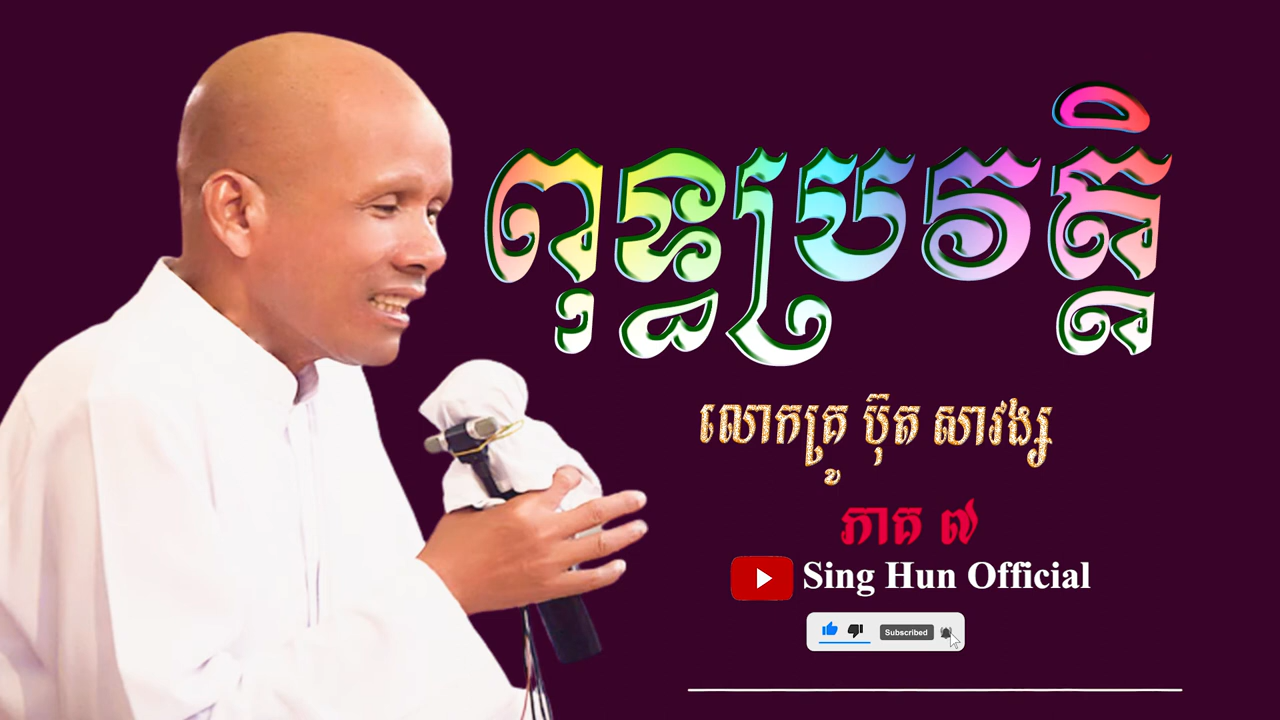 ពុទ្ធប្រវត្តិ
លោកគ្រូ ប៊ុត សាវង្ស
ភាគ ៧
Sing Hun Official
Subscribed